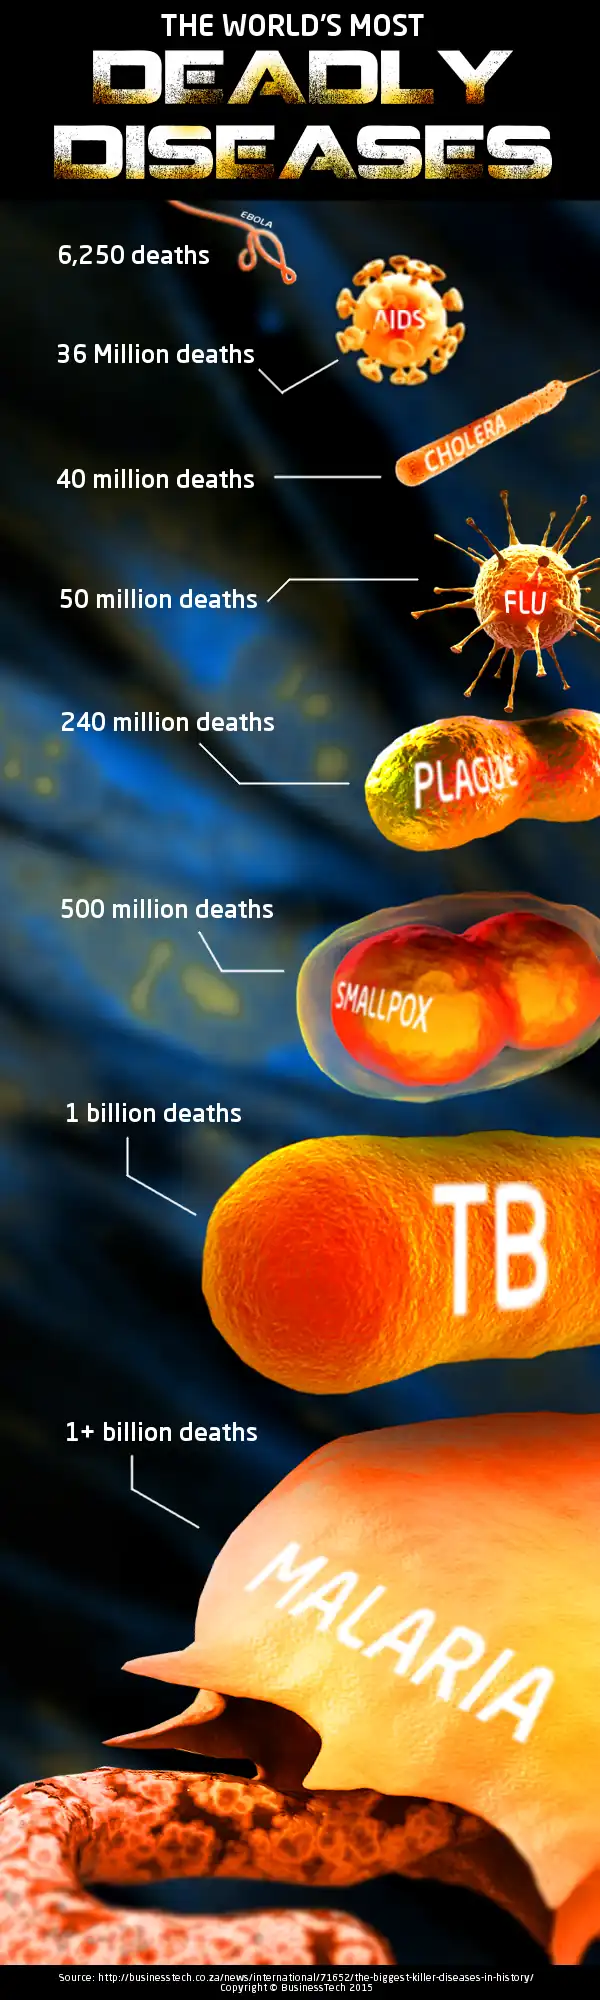 THE WORLD'S MOST
DEADLY
DISEASES
EBOLA
6,250 deaths
AIDS
36 Million deaths
CHOLERA
40 million deaths
FLU
50 million deaths
240 million deaths
PLAGUE
500 million deaths
SMALLPOX
1 billion deaths
TB
1+ billion deaths
MALARIA
Source: http://businesstech.co.za/news/international/71652/the-biggest-killer-diseases-in-history/
Copyright © BusinessTech 2015